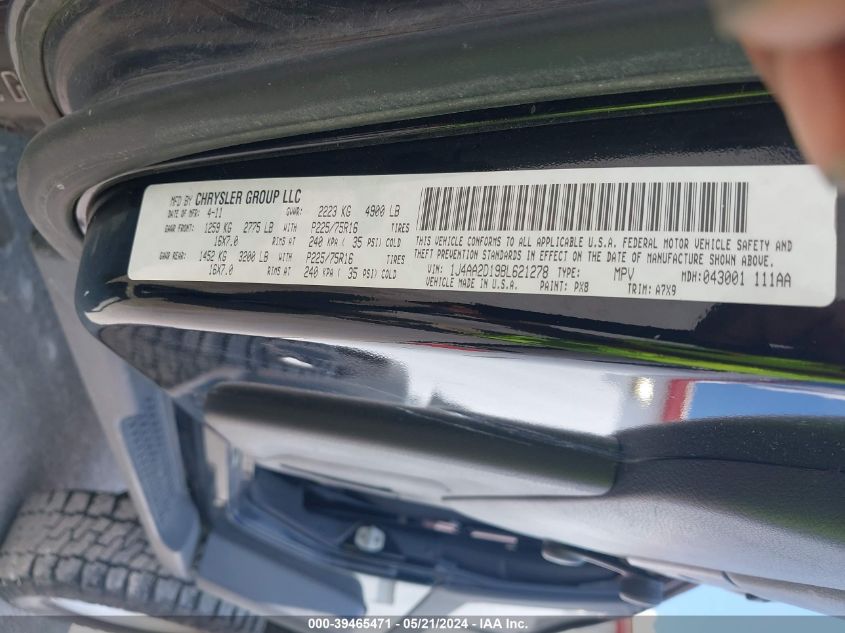 MFD BY CHRYSLER GROUP LLC
DATE OF MFR: 4-11 GVWR: 2223 KG 4900 LB
GAWR FRONT: 1259 KG 2775 LB WITH P225/75R16 TIRES
16X7.0 RIMS AT 240 KPA ( 35 PSI) COLD
GAWR REAR: 1452 KG 3200 LB WITH P225/75R16 TIRES
16X7.0 RIMS AT 240 KPA ( 35 PSI) COLD
THIS VEHICLE CONFORMS TO ALL APPLICABLE U.S.A. FEDERAL MOTOR VEHICLE SAFETY AND
THEFT PREVENTION STANDARDS IN EFFECT ON THE DATE OF MANUFACTURE SHOWN ABOVE.
VIN: 1J4AA2D19BL621278 TYPE: MPV MDH: 043001 111AA
VEHICLE MADE IN U.S.A. PAINT: PX8 TRIM: A7X9
000-39465471 - 05/21/2024 - IAA Inc.